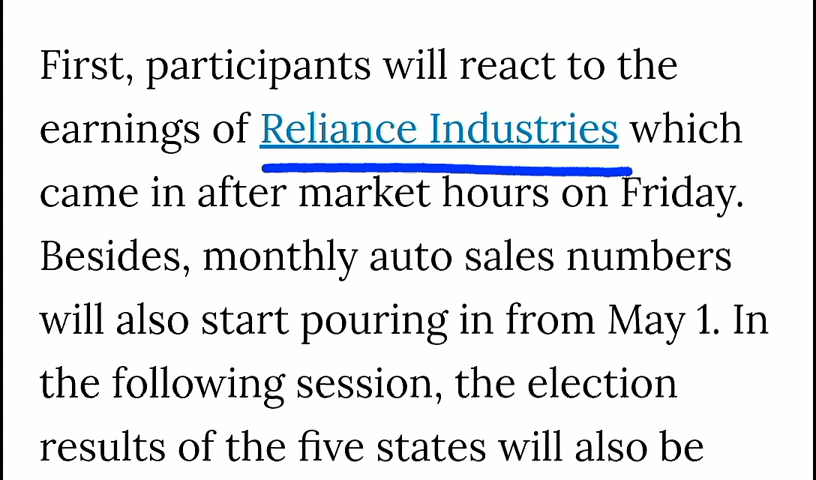 First, participants will react to the
earnings of Reliance Industries which
came in after market hours on Friday.
Besides, monthly auto sales numbers
will also start pouring in from May 1. In
the following session, the election
results of the five states will also be